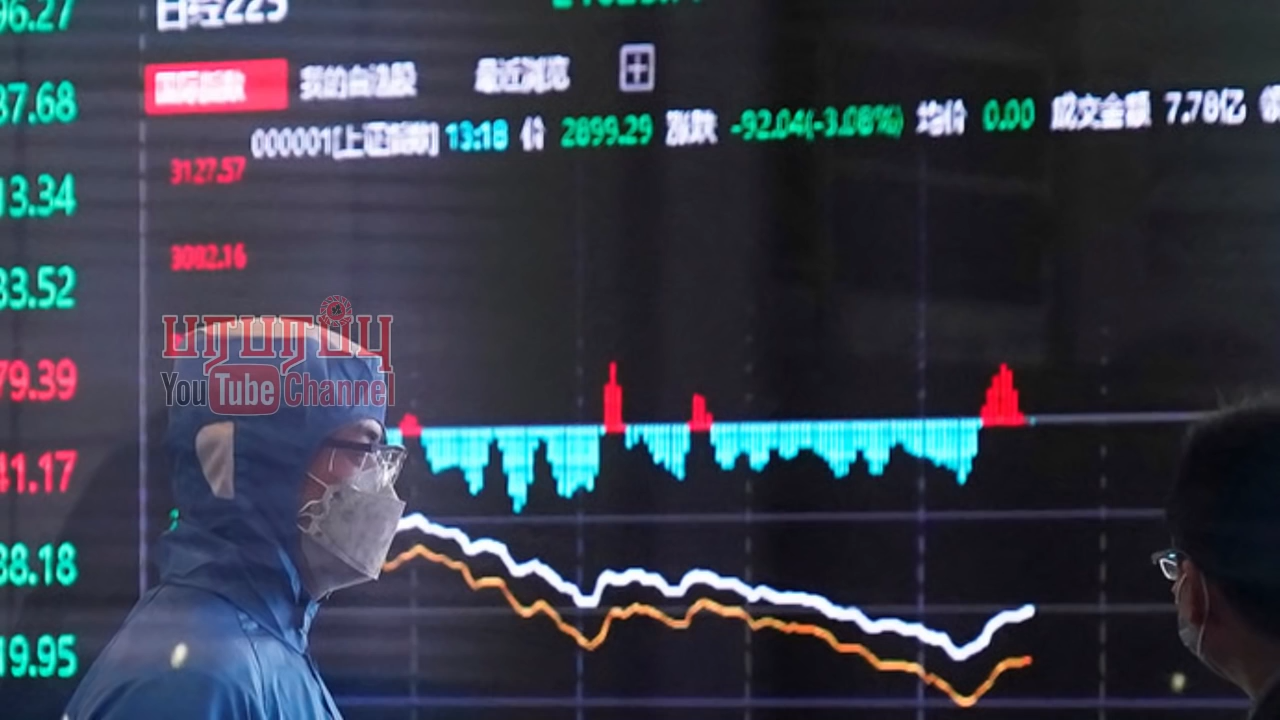 96.27
日经225
国际指数 我的自选股 最近浏览
37.68
000001[上证指数] 13:18 价 2899.29 涨跌 -92.04(-3.08%) 均价 0.00 成交金额 7.78亿
3127.57
13.34
3082.16
33.52
YouTube Channel
79.39
41.17
38.18
19.95